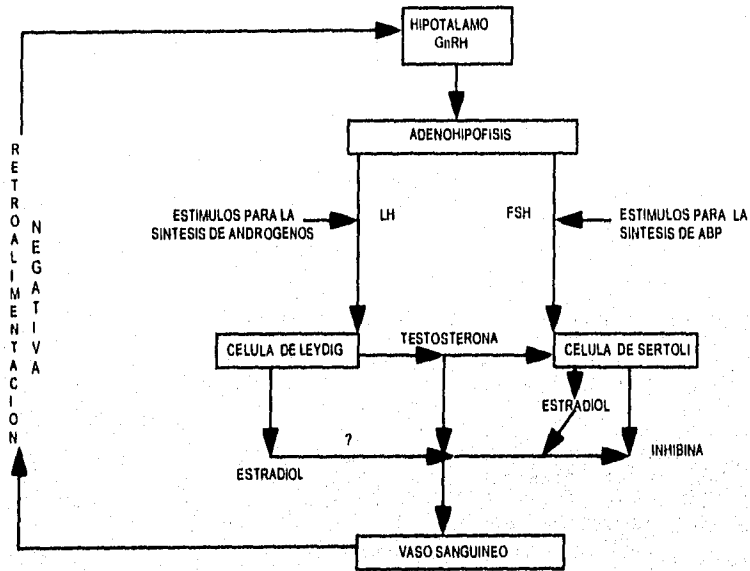 HIPOTALAMO
GnRH
ADENOHIPOFISIS
RETROALIMENTACION
NEGATIVA
ESTIMULOS PARA LA
SINTESIS DE ANDROGENOS
LH
FSH
ESTIMULOS PARA LA
SINTESIS DE ABP
CELULA DE LEYDIG
TESTOSTERONA
CELULA DE SERTOLI
ESTRADIOL
?
ESTRADIOL
INHIBINA
VASO SANGUINEO